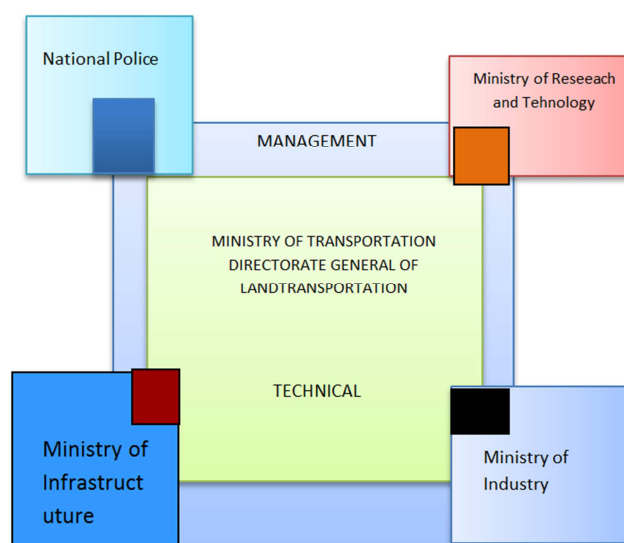 National Police
Ministry of Reseeach
and Tehnology
MANAGEMENT
MINISTRY OF TRANSPORTATION
DIRECTORATE GENERAL OF
LANDTRANSPORTATION
TECHNICAL
Ministry of
Infrastruct
uture
Ministry of
Industry